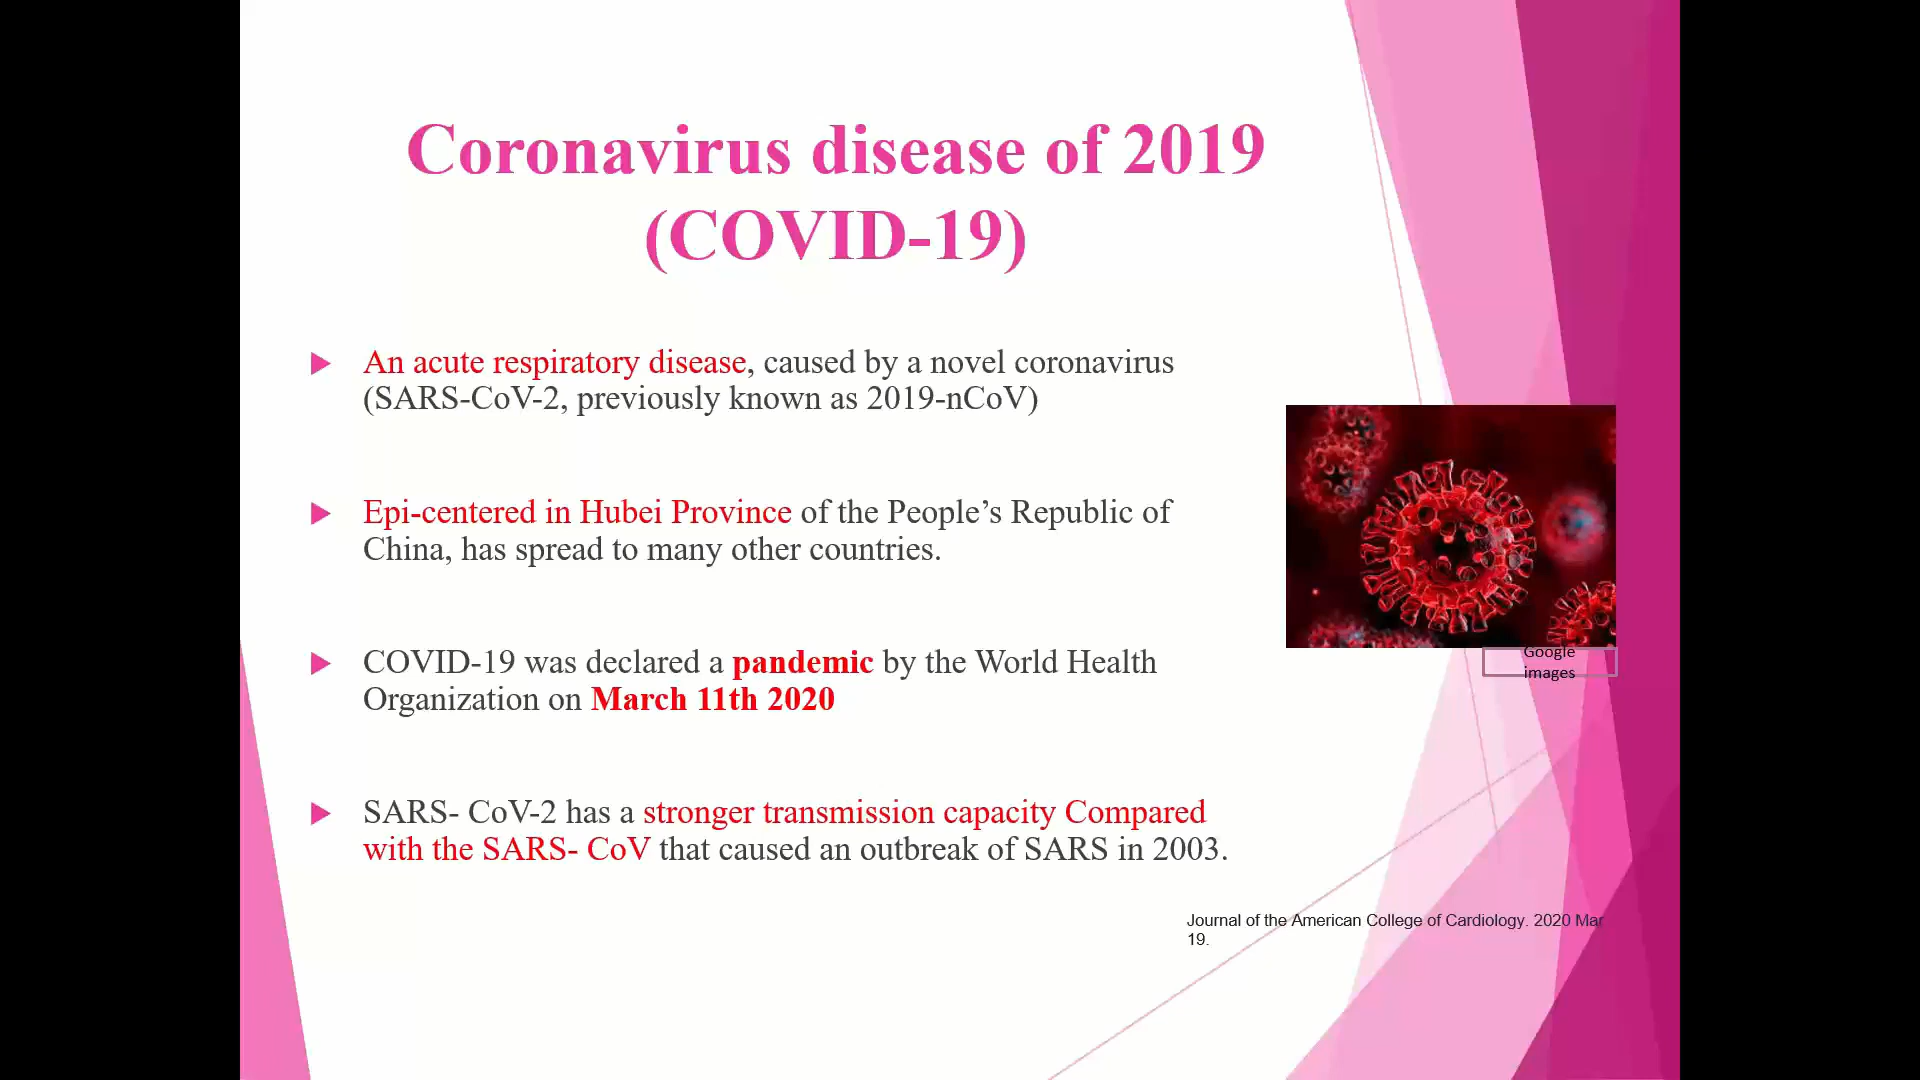 Coronavirus disease of 2019
(COVID-19)
An acute respiratory disease, caused by a novel coronavirus
(SARS-CoV-2, previously known as 2019-nCoV)
Epi-centered in Hubei Province of the People’s Republic of
China, has spread to many other countries.
COVID-19 was declared a pandemic by the World Health
Organization on March 11th 2020
SARS- CoV-2 has a stronger transmission capacity Compared
with the SARS- CoV that caused an outbreak of SARS in 2003.
Google
images
Journal of the American College of Cardiology. 2020 Mar
19.